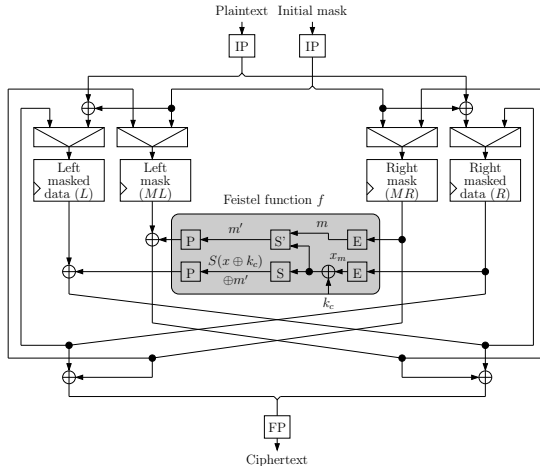 Plaintext Initial mask
IP IP
Left masked data (L)
Left mask (ML)
Right mask (MR)
Right masked data (R)
Feistel function f
P m′ S' m E
P S(x ⊕ k_c) ⊕m′ S x_m E
k_c
FP
Ciphertext